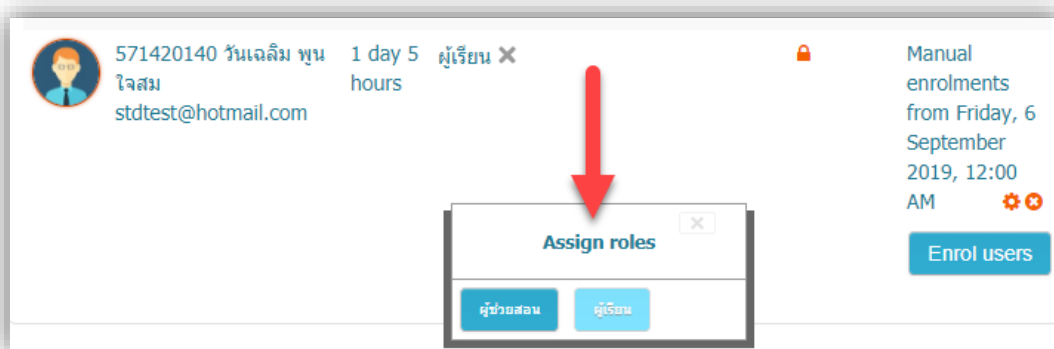 571420140 วันเฉลิม พูน
ใจสม
stdtest@hotmail.com
1 day 5
hours
ผู้เรียน
Manual
enrolments
from Friday, 6
September
2019, 12:00
AM
Enrol users
Assign roles
ผู้ช่วยสอน
ผู้เรียน